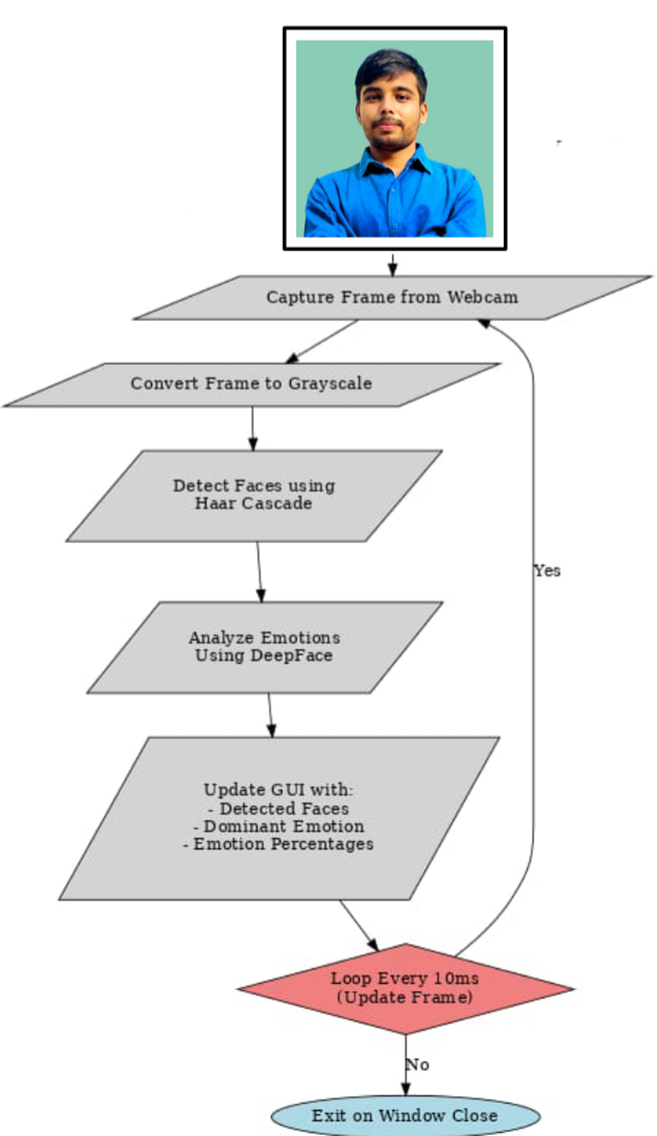 Capture Frame from Webcam
Convert Frame to Grayscale
Detect Faces using
Haar Cascade
Analyze Emotions
Using DeepFace
Update GUI with:
- Detected Faces
- Dominant Emotion
- Emotion Percentages
Yes
Loop Every 10ms
(Update Frame)
No
Exit on Window Close